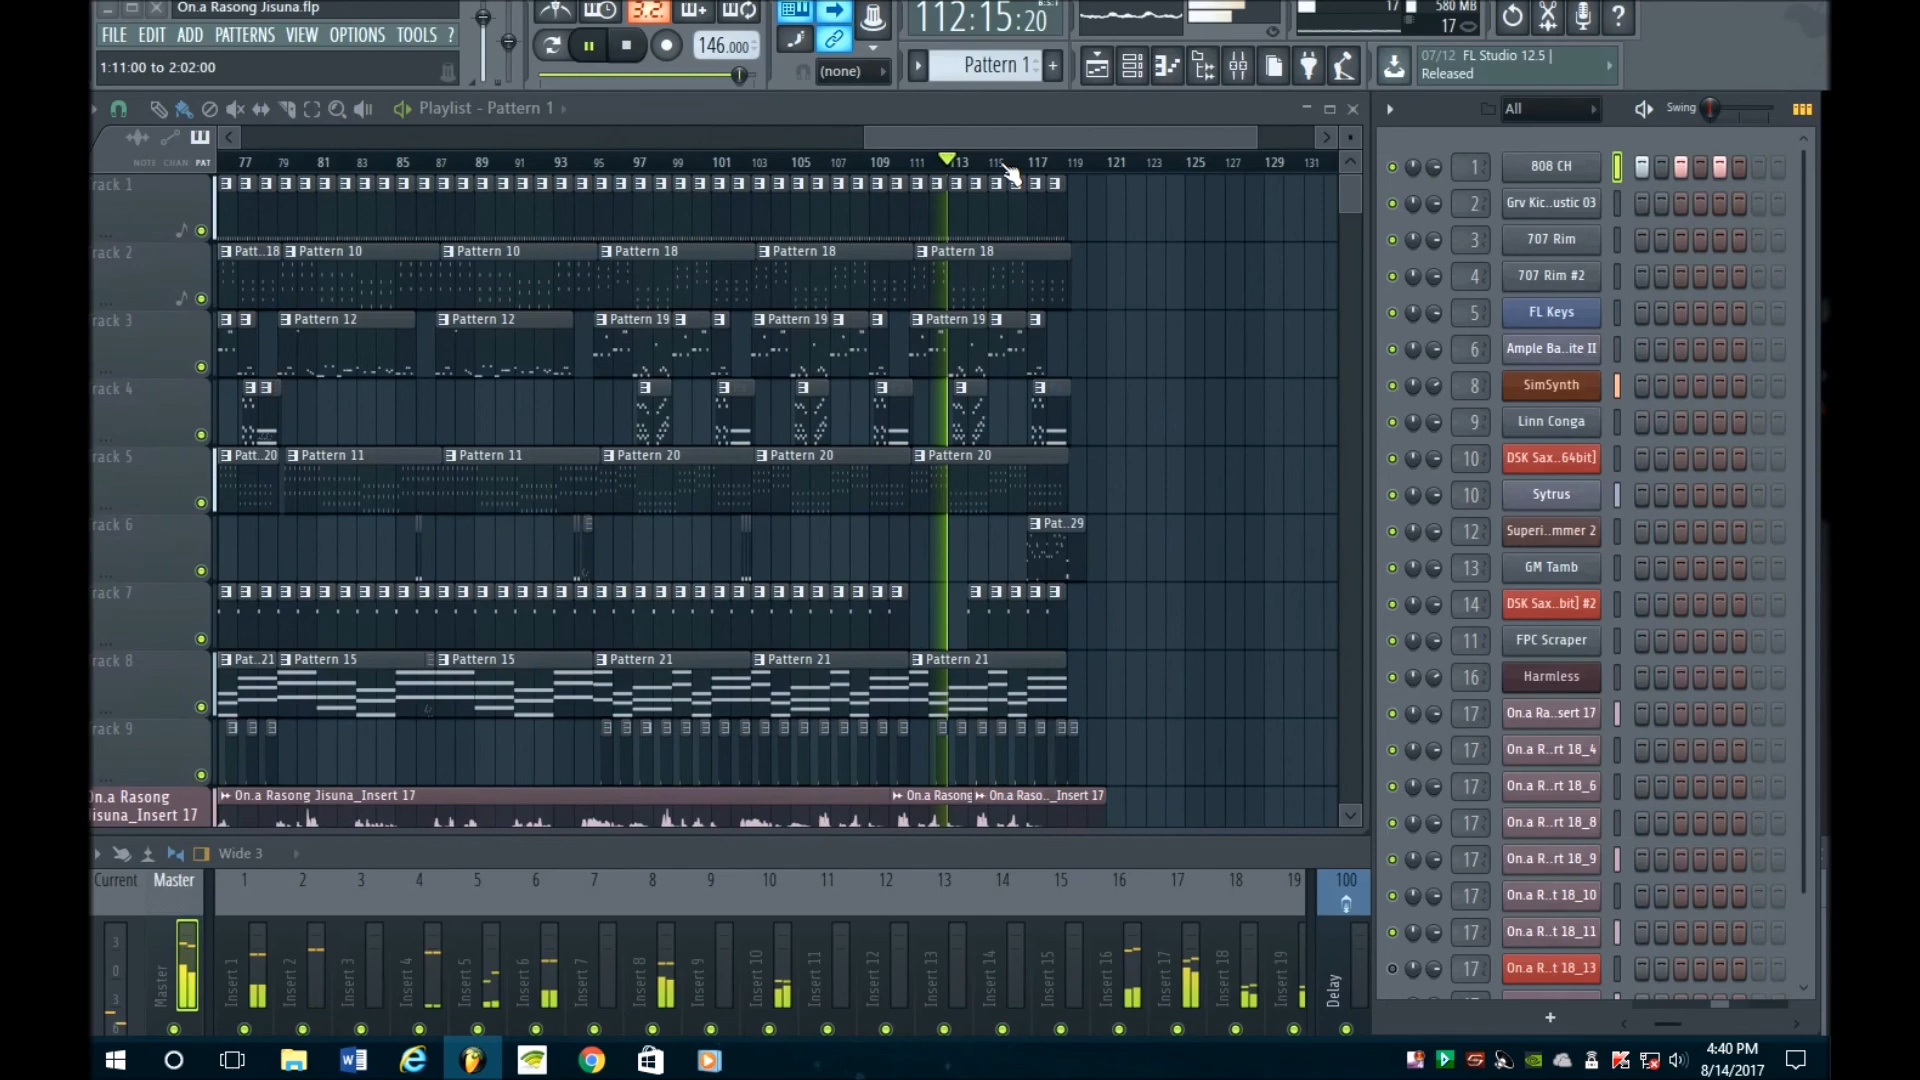 On.a Rasong Jisuna.flp
FILE EDIT ADD PATTERNS VIEW OPTIONS TOOLS ?
1:11:00 to 2:02:00
3.2.
146.000
(none)
112:15:20
B:S:T
Pattern 1
17
580 MB
17
07/12 FL Studio 12.5 |
Released
Playlist - Pattern 1
All
Swing
NOTE CHAN PAT
77 79 81 83 85 87 89 91 93 95 97 99 101 103 105 107 109 111 113 115 117 119 121 123 125 127 129 131
rack 1
rack 2
Patt..18 Pattern 10 Pattern 10 Pattern 18 Pattern 18 Pattern 18
rack 3
Pattern 12 Pattern 12 Pattern 19 Pattern 19 Pattern 19
rack 4
rack 5
Patt..20 Pattern 11 Pattern 11 Pattern 20 Pattern 20 Pattern 20
rack 6
Pat..29
rack 7
rack 8
Pat..21 Pattern 15 Pattern 15 Pattern 21 Pattern 21 Pattern 21
rack 9
On.a Rasong
Jisuna_Insert 17
On.a Rasong Jisuna_Insert 17 On.a Rasong On.a Raso.._Insert 17
1 808 CH
2 Grv Kic..ustic 03
3 707 Rim
4 707 Rim #2
5 FL Keys
6 Ample Ba..ite II
8 SimSynth
9 Linn Conga
10 DSK Sax..64bit]
10 Sytrus
12 Superi..mmer 2
13 GM Tamb
14 DSK Sax..bit] #2
11 FPC Scraper
16 Harmless
17 On.a Ra..sert 17
17 On.a R..rt 18_4
17 On.a R..rt 18_6
17 On.a R..rt 18_8
17 On.a R..rt 18_9
17 On.a R..t 18_10
17 On.a R..t 18_11
17 On.a R..t 18_13
+
Wide 3
Current Master 1 2 3 4 5 6 7 8 9 10 11 12 13 14 15 16 17 18 19 100
3
0
3
Master
Insert 1
Insert 2
Insert 3
Insert 4
Insert 5
Insert 6
Insert 7
Insert 8
Insert 9
Insert 10
Insert 11
Insert 12
Insert 13
Insert 14
Insert 15
Insert 16
Insert 17
Insert 18
Insert 19
Delay
4:40 PM
8/14/2017